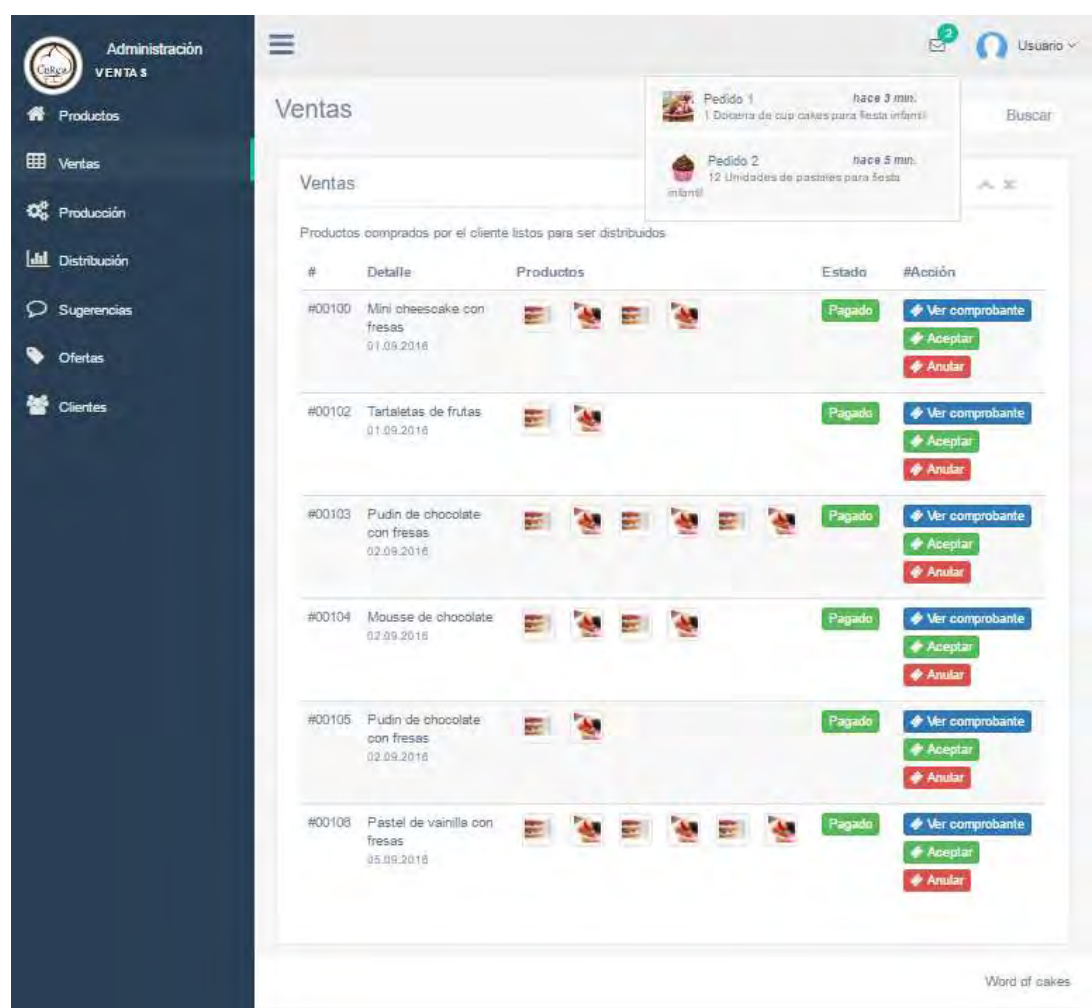 Administración
VENTAS
Productos
Ventas
Producción
Distribución
Sugerencias
Ofertas
Clientes
2
Usuario
Pedido 1 hace 3 min.
1 Docena de cup cakes para fiesta infantil
Pedido 2 hace 5 min.
12 Unidades de pasteles para fiesta
infantil
Ventas
Buscar
Ventas
Productos comprados por el cliente listos para ser distribuidos
# Detalle Productos Estado #Acción
#00100 Mini cheescake con Pagado Ver comprobante
fresas
01.09.2016
Aceptar
Anular
#00102 Tartaletas de frutas Pagado Ver comprobante
01.09.2016
Aceptar
Anular
#00103 Pudin de chocolate Pagado Ver comprobante
con fresas
02.09.2016
Aceptar
Anular
#00104 Mousse de chocolate Pagado Ver comprobante
02.09.2016
Aceptar
Anular
#00105 Pudin de chocolate Pagado Ver comprobante
con fresas
02.09.2016
Aceptar
Anular
#00106 Pastel de vainilla con Pagado Ver comprobante
fresas
05.09.2016
Aceptar
Anular
Word of cakes